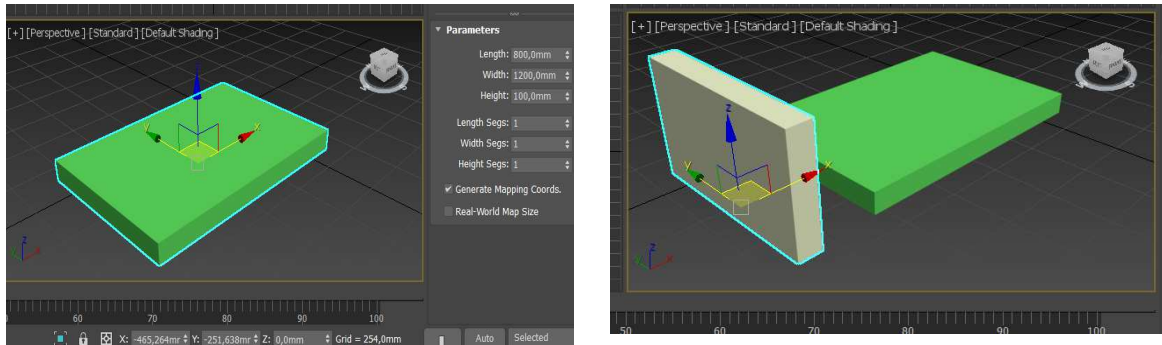 [+] [Perspective] [Standard] [Default Shading]
Parameters
Length: 800,0mm
Width: 1200,0mm
Height: 100,0mm
Length Segs: 1
Width Segs: 1
Height Segs: 1
Generate Mapping Coords.
Real-World Map Size
z
y
x
z
x
60 70 80 90 100
X: -465,264mr Y: -251,638mr Z: 0,0mm Grid = 254,0mm
Auto Selected
[+] [Perspective] [Standard] [Default Shading]
z
y
x
z
x
50 60 70 80 90 100